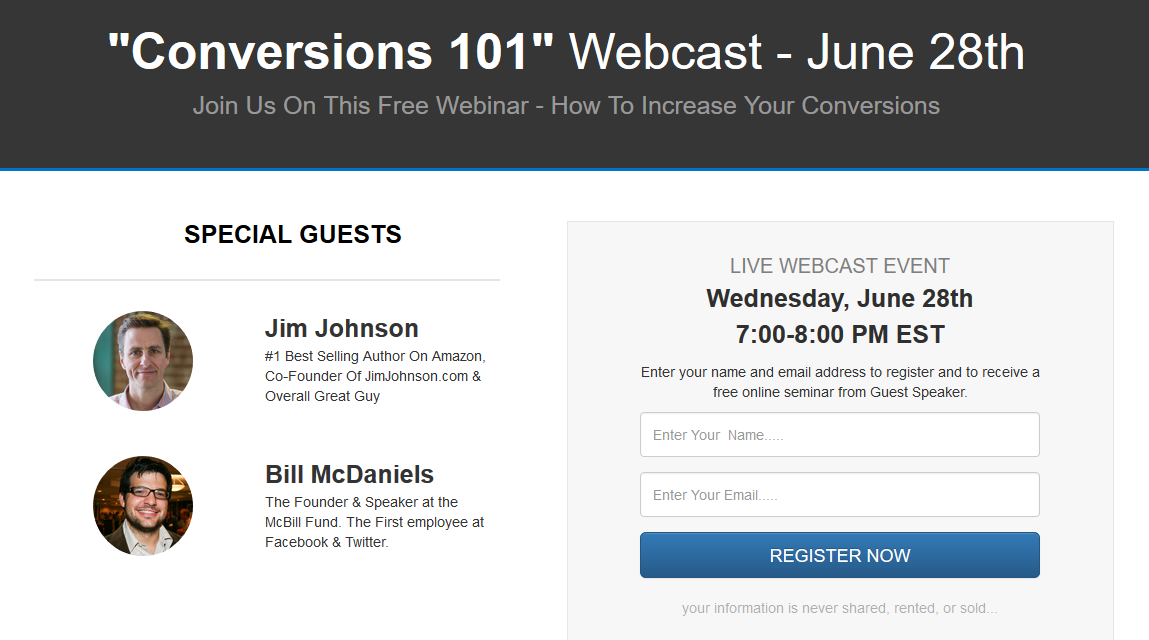 "Conversions 101" Webcast - June 28th
Join Us On This Free Webinar - How To Increase Your Conversions
SPECIAL GUESTS
Jim Johnson
#1 Best Selling Author On Amazon,
Co-Founder Of JimJohnson.com &
Overall Great Guy
Bill McDaniels
The Founder & Speaker at the
McBill Fund. The First employee at
Facebook & Twitter.
LIVE WEBCAST EVENT
Wednesday, June 28th
7:00-8:00 PM EST
Enter your name and email address to register and to receive a
free online seminar from Guest Speaker.
Enter Your  Name.....
Enter Your Email.....
REGISTER NOW
your information is never shared, rented, or sold...